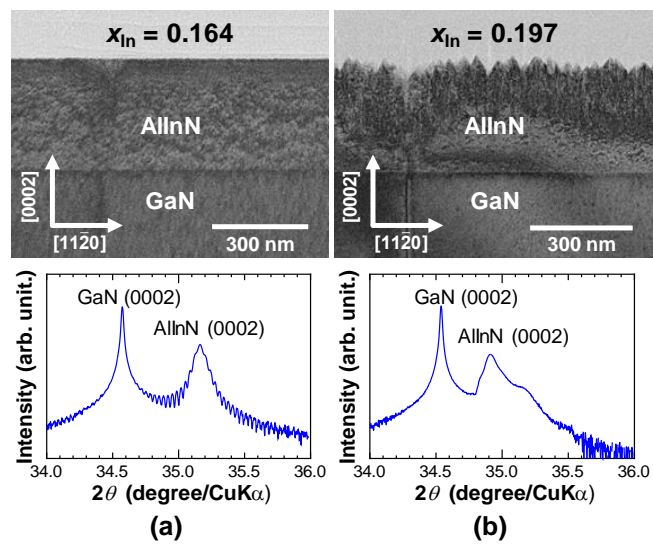 x_In = 0.164
AlInN
GaN
[0002]
[112̄0]
300 nm
x_In = 0.197
AlInN
GaN
[0002]
[112̄0]
300 nm
Intensity (arb. unit.)
GaN (0002)
AlInN (0002)
34.0 34.5 35.0 35.5 36.0
2θ (degree/CuKα)
(a)
Intensity (arb. unit.)
GaN (0002)
AlInN (0002)
34.0 34.5 35.0 35.5 36.0
2θ (degree/CuKα)
(b)